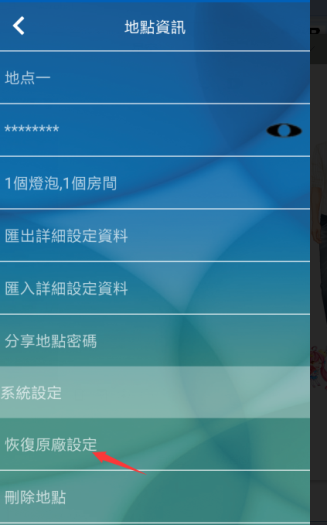 地點資訊
地点一
********
1個燈泡,1個房間
匯出詳細設定資料
匯入詳細設定資料
分享地點密碼
系統設定
恢復原廠設定
刪除地點